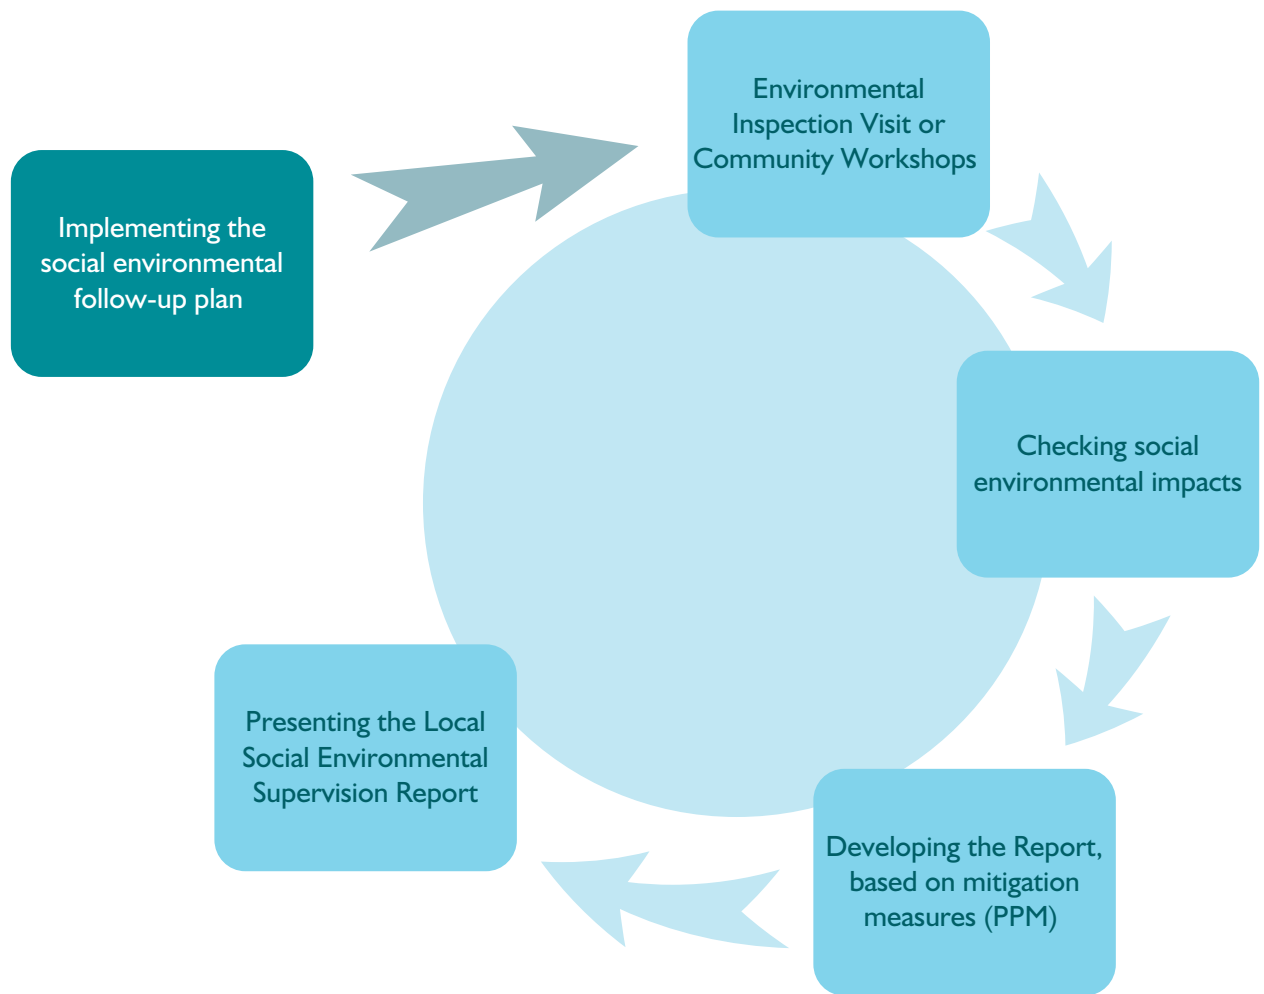 Implementing the
social environmental
follow-up plan
Environmental
Inspection Visit or
Community Workshops
Checking social
environmental impacts
Developing the Report,
based on mitigation
measures (PPM)
Presenting the Local
Social Environmental
Supervision Report